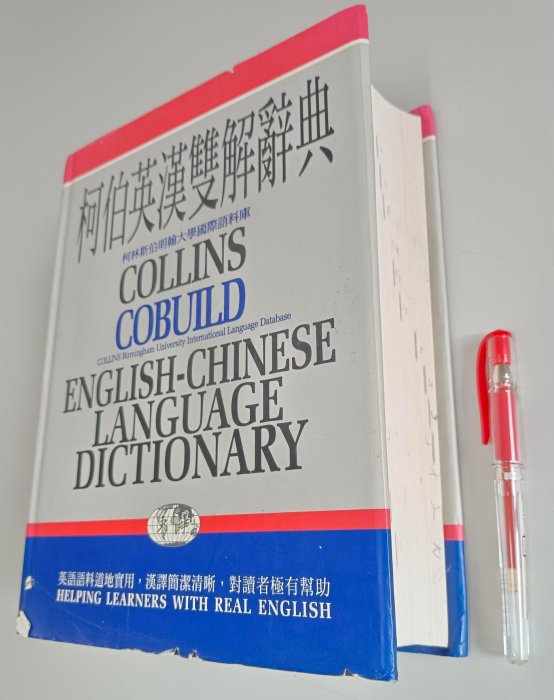 柯伯英漢雙解辭典
柯林斯伯明翰大學國際語料庫
COLLINS
COBUILD
COLLINS Birmingham University International Language Database
ENGLISH-CHINESE
LANGUAGE
DICTIONARY
東譯
英語語料道地實用，漢譯簡潔清晰，對讀者極有幫助
HELPING LEARNERS WITH REAL ENGLISH